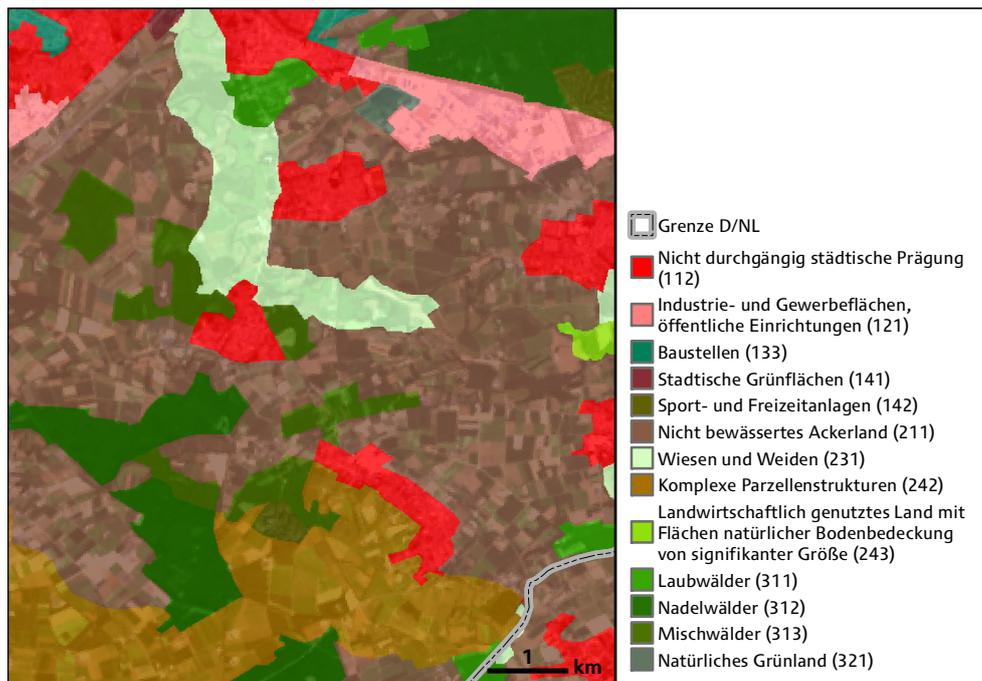 Grenze D/NL
Nicht durchgängig städtische Prägung
(112)
Industrie- und Gewerbeflächen,
öffentliche Einrichtungen (121)
Baustellen (133)
Stadtische Grünflächen (141)
Sport- und Freizeitanlagen (142)
Nicht bewässertes Ackerland (211)
Wiesen und Weiden (231)
Komplexe Parzellenstrukturen (242)
Landwirtschaftlich genutztes Land mit
Flächen natürlicher Bodenbedeckung
von signifikanter Größe (243)
Laubwälder (311)
Nadelwälder (312)
Mischwälder (313)
Natürliches Grünland (321)
1
km